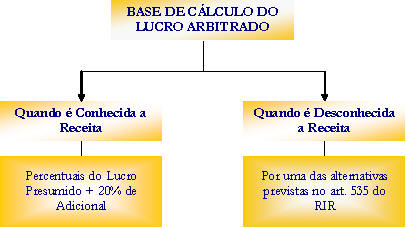 BASE DE CÁLCULO DO
LUCRO ARBITRADO
Quando é Conhecida a
Receita
Quando é Desconhecida
a Receita
Percentuais do Lucro
Presumido + 20% de
Adicional
Por uma das alternativas
previstas no art. 535 do
RIR